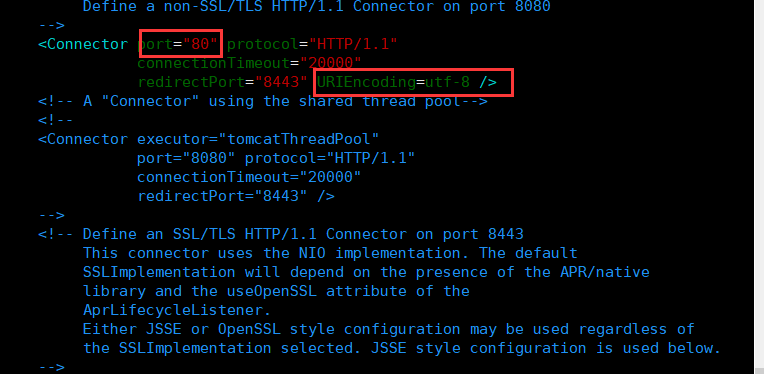 Define a non-SSL/TLS HTTP/1.1 Connector on port 8080
-->
<Connector port="80" protocol="HTTP/1.1"
connectionTimeout="20000"
redirectPort="8443" URIEncoding=utf-8 />
<!-- A "Connector" using the shared thread pool-->
<!--
<Connector executor="tomcatThreadPool"
port="8080" protocol="HTTP/1.1"
connectionTimeout="20000"
redirectPort="8443" />
-->
<!-- Define an SSL/TLS HTTP/1.1 Connector on port 8443
This connector uses the NIO implementation. The default
SSLImplementation will depend on the presence of the APR/native
library and the useOpenSSL attribute of the
AprLifecycleListener.
Either JSSE or OpenSSL style configuration may be used regardless of
the SSLImplementation selected. JSSE style configuration is used below.
-->